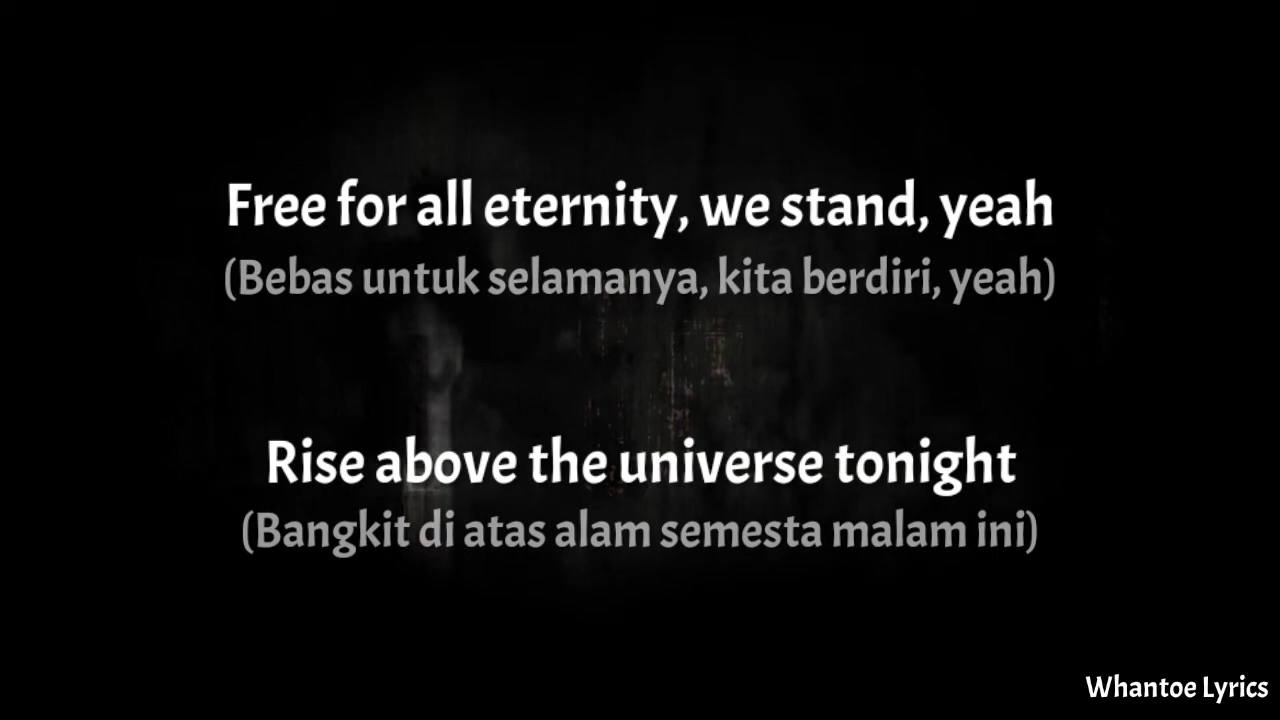 Free for all eternity, we stand, yeah
(Bebas untuk selamanya, kita berdiri, yeah)
Rise above the universe tonight
(Bangkit di atas alam semesta malam ini)
Whantoe Lyrics